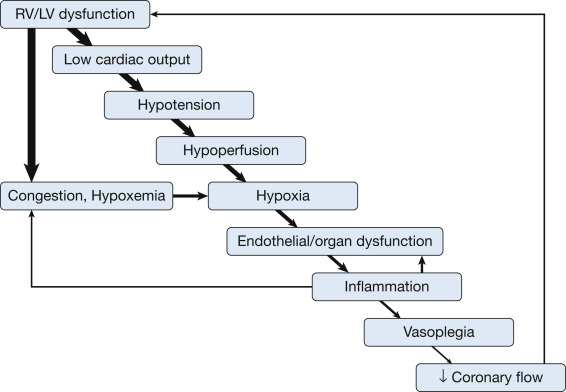 RV/LV dysfunction
Low cardiac output
Hypotension
Hypoperfusion
Congestion, Hypoxemia
Hypoxia
Endothelial/organ dysfunction
Inflammation
Vasoplegia
↓ Coronary flow